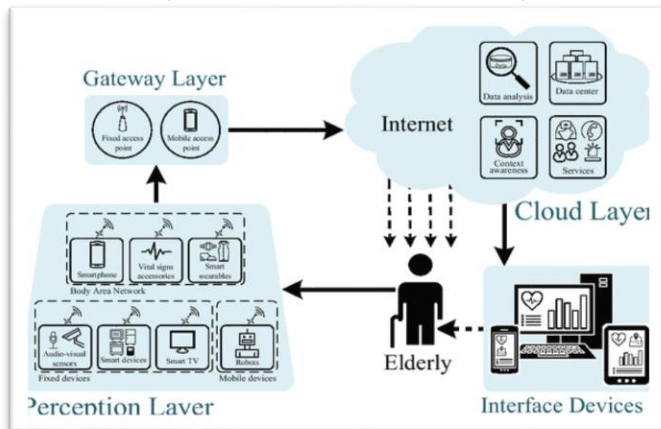 Gateway Layer
Fixed access
point
Mobile access
point
Internet
Data analysis
Data center
Context
awareness
Services
Cloud Layer
Smartphone
Vital signs
accessories
Smart
wearables
Body Area Network
Audio-visual
sensors
Smart devices
Smart TV
Robots
Fixed devices
Mobile devices
Perception Layer
Elderly
Interface Devices